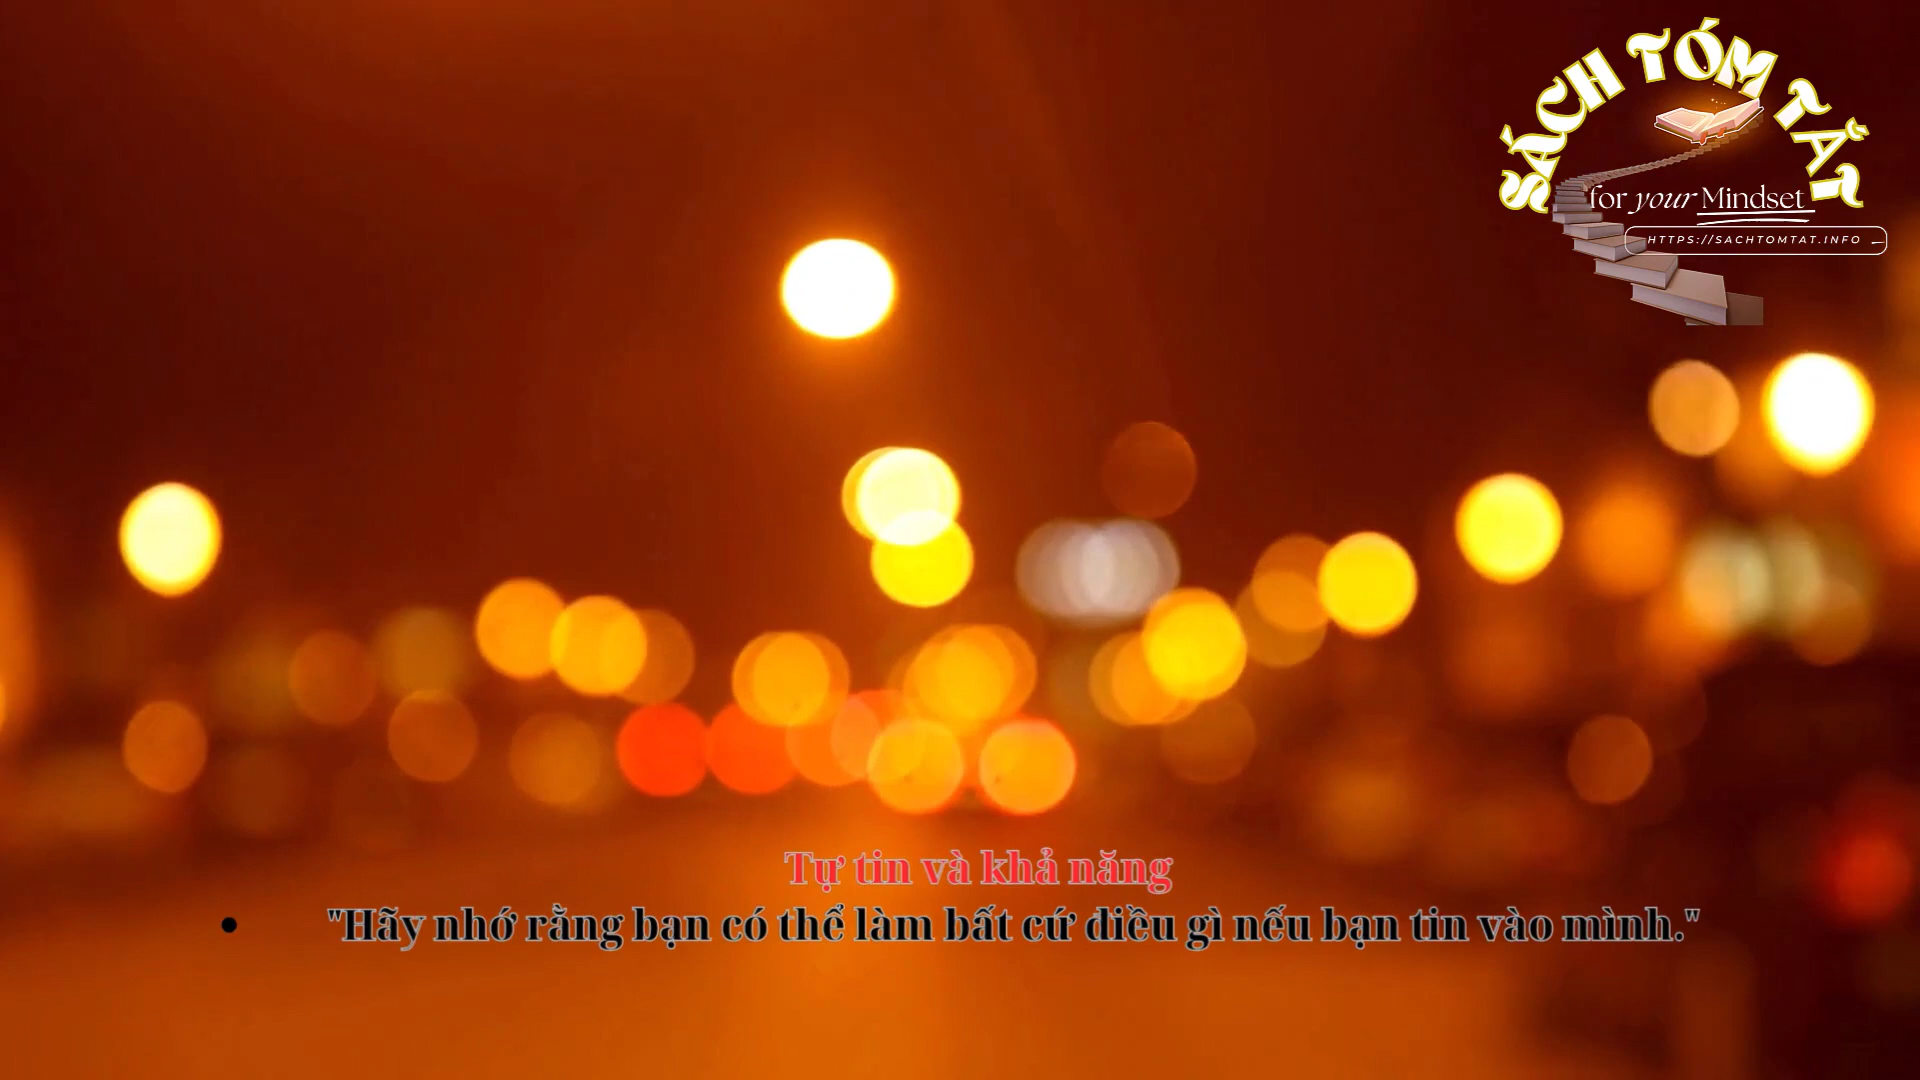 SÁCH TÓM TẮT
for your Mindset
HTTPS://SACHTOMTAT.INFO
Tự tin và khả năng
• "Hãy nhớ rằng bạn có thể làm bất cứ điều gì nếu bạn tin vào mình."